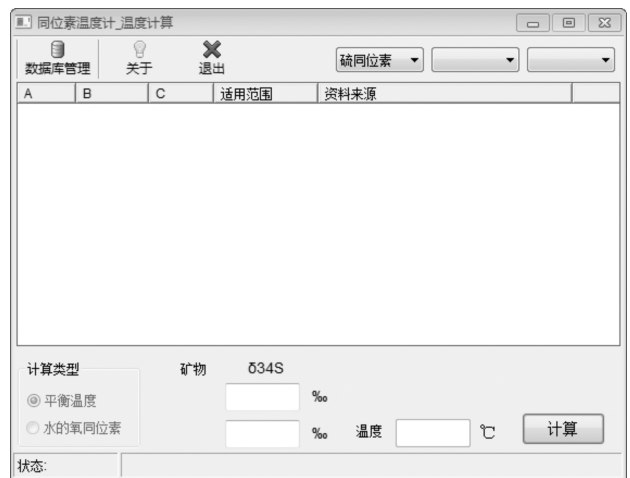 同位素温度计_温度计算
数据库管理 关于 退出 硫同位素
A B C 适用范围 资料来源
计算类型 矿物 δ34S
平衡温度 ‰
水的氧同位素 ‰ 温度 ℃ 计算
状态: